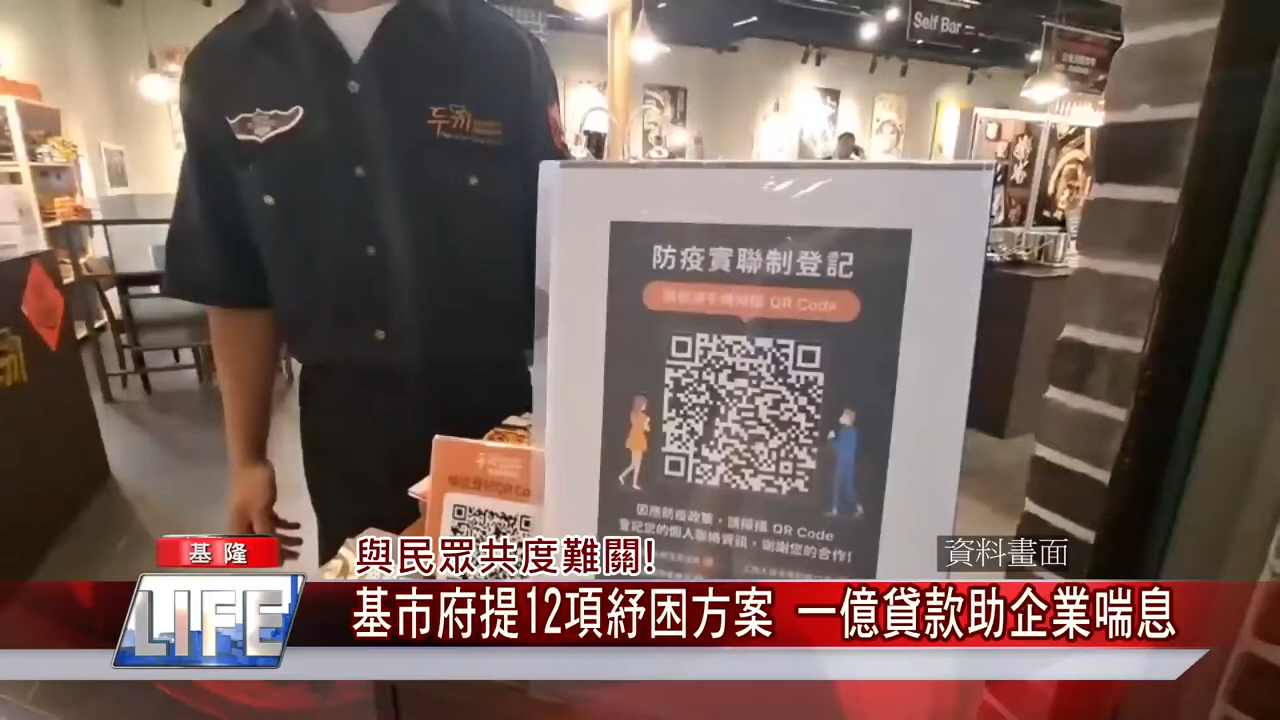 Self Bar
防疫實聯制登記
QR Code
因應防疫政策,請掃描 QR Code
登記您的個人聯絡資訊,謝謝您的合作!
與民眾共度難關!
資料畫面
基隆
LIFE
基市府提12項紓困方案 一億貸款助企業喘息